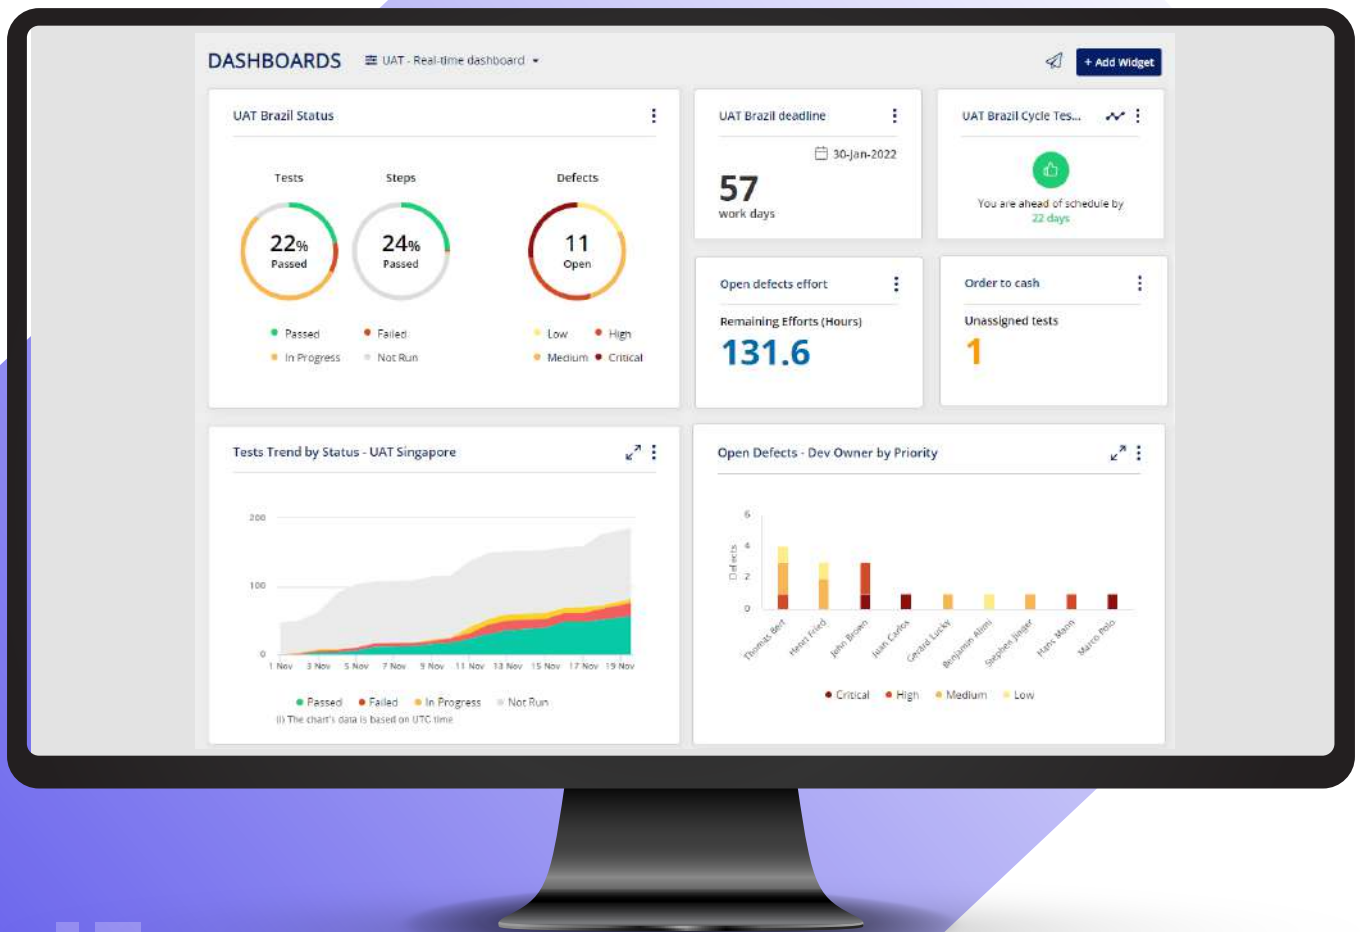 DASHBOARDS
UAT - Real-time dashboard
+ Add Widget
UAT Brazil Status
Tests
Steps
Defects
22%
Passed
24%
Passed
11
Open
Passed
Failed
In Progress
Not Run
Low
High
Medium
Critical
UAT Brazil deadline
30-Jan-2022
57
work days
UAT Brazil Cycle Tes...
You are ahead of schedule by
22 days
Open defects effort
Remaining Efforts (Hours)
131.6
Order to cash
Unassigned tests
1
Tests Trend by Status - UAT Singapore
200
100
0
1 Nov 3 Nov 5 Nov 7 Nov 9 Nov 11 Nov 13 Nov 15 Nov 17 Nov 19 Nov
Passed Failed In Progress Not Run
(i) The chart's data is based on UTC time
Open Defects - Dev Owner by Priority
Defects
6
4
2
0
Thomas Bert
Henri Fried
John Brown
Juan Carlos
Gerard Lucky
Benjamin Alimi
Stephen Jinger
Hans Mann
Marco Polo
Critical High Medium Low